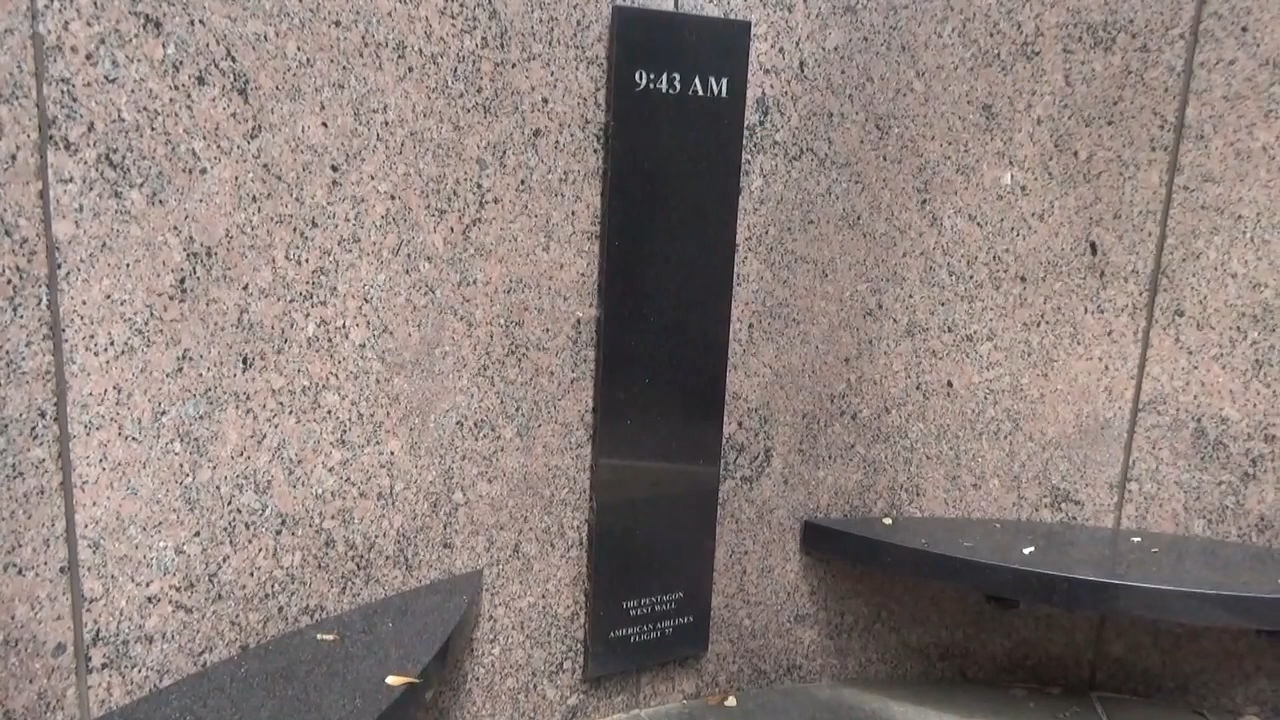 9:43 AM
THE PENTAGON
WEST WALL
AMERICAN AIRLINES
FLIGHT 77